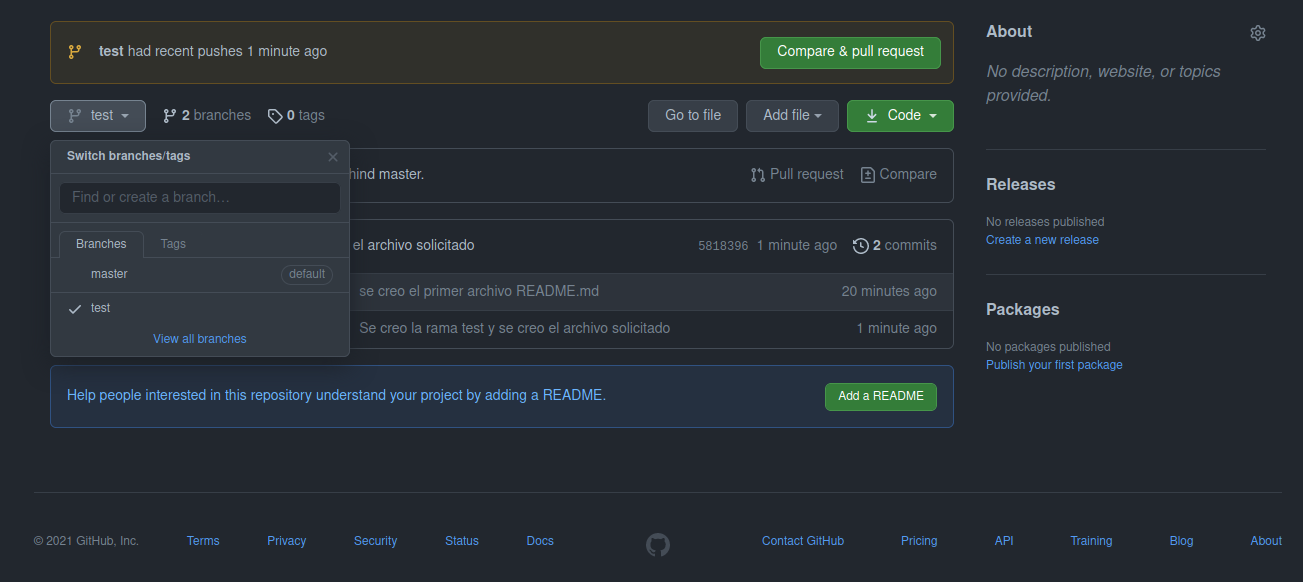 test had recent pushes 1 minute ago
Compare & pull request
test
2 branches
0 tags
Go to file
Add file
Code
Switch branches/tags
Find or create a branch…
Branches
Tags
master
default
test
View all branches
hind master.
Pull request
Compare
el archivo solicitado
5818396 1 minute ago
2 commits
se creo el primer archivo README.md
20 minutes ago
Se creo la rama test y se creo el archivo solicitado
1 minute ago
Help people interested in this repository understand your project by adding a README.
Add a README
About
No description, website, or topics
provided.
Releases
No releases published
Create a new release
Packages
No packages published
Publish your first package
© 2021 GitHub, Inc.
Terms
Privacy
Security
Status
Docs
Contact GitHub
Pricing
API
Training
Blog
About